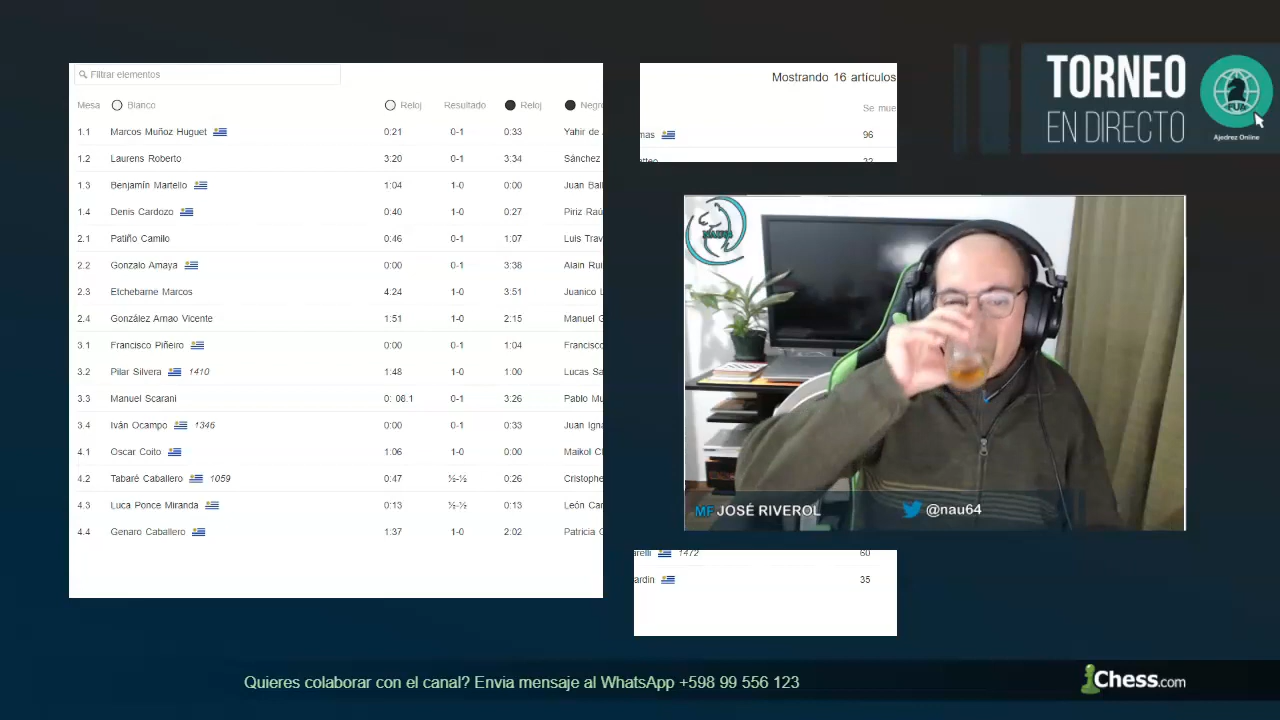 Filtrar elementos
Mesa Blanco Reloj Resultado Reloj Negro
1.1 Marcos Muñoz Huguet 0:21 0-1 0:33 Yahir de
1.2 Laurens Roberto 3:20 0-1 3:34 Sánchez
1.3 Benjamín Martello 1:04 1-0 0:00 Juan Bal
1.4 Denis Cardozo 0:40 1-0 0:27 Piriz Raú
2.1 Patiño Camilo 0:46 0-1 1:07 Luis Trav
2.2 Gonzalo Amaya 0:00 0-1 3:38 Alain Rui
2.3 Etchebarne Marcos 4:24 1-0 3:51 Juanico L
2.4 González Arnao Vicente 1:51 1-0 2:15 Manuel G
3.1 Francisco Piñeiro 0:00 0-1 1:04 Francisco
3.2 Pilar Silvera 1410 1:48 1-0 1:00 Lucas Sa
3.3 Manuel Scarani 0: 08.1 0-1 3:26 Pablo Mu
3.4 Iván Ocampo 1346 0:00 0-1 0:33 Juan Igna
4.1 Oscar Coito 1:06 1-0 0:00 Maikol C
4.2 Tabaré Caballero 1059 0:47 ½-½ 0:26 Cristophe
4.3 Luca Ponce Miranda 0:13 ½-½ 0:13 León Car
4.4 Genaro Caballero 1:37 1-0 2:02 Patricia G
Mostrando 16 artículos
Se mue
mas 96
TORNEO
EN DIRECTO
FUA
Ajedrez Online
NAU64
MF JOSÉ RIVEROL @nau64
arelli 1472 60
ardin 35
Quieres colaborar con el canal? Envia mensaje al WhatsApp +598 99 556 123
Chess.com